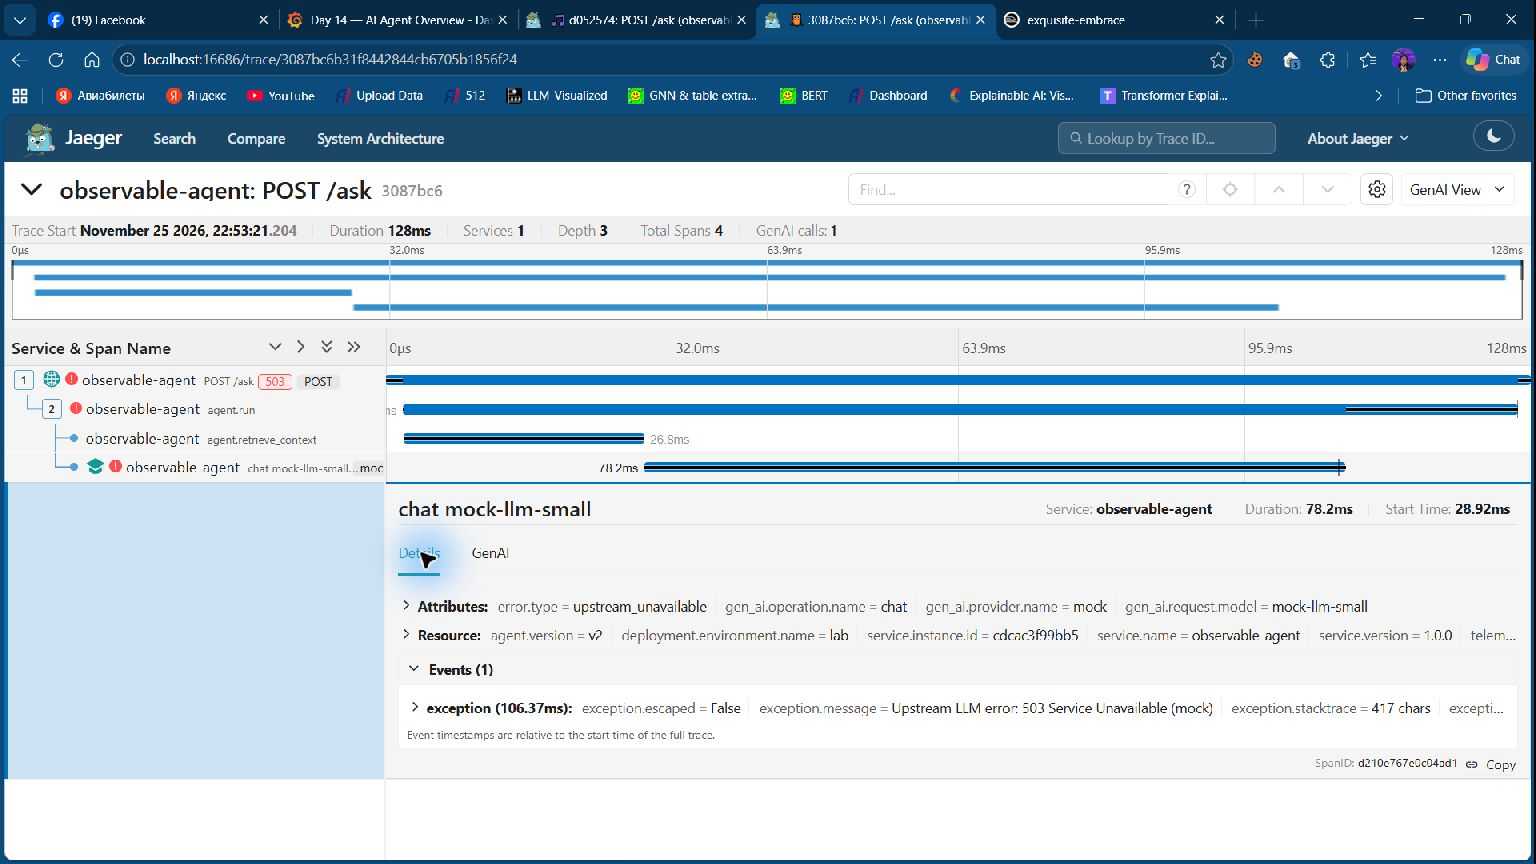 (19) Facebook
Day 14 — AI Agent Overview - Das
d052574: POST /ask (observabl
3087bc6: POST /ask (observabl
exquisite-embrace
localhost:16686/trace/3087bc6b31f8442844cb6705b1856f24
Chat
Авиабилеты
Яндекс
YouTube
Upload Data
512
LLM Visualized
GNN & table extra...
BERT
Dashboard
Explainable AI: Vis...
Transformer Explai...
Other favorites
Jaeger
Search
Compare
System Architecture
Lookup by Trace ID...
About Jaeger
observable-agent: POST /ask 3087bc6
Find...
?
GenAI View
Trace Start November 25 2026, 22:53:21.204
Duration 128ms
Services 1
Depth 3
Total Spans 4
GenAI calls: 1
0μs 32.0ms 63.9ms 95.9ms 128ms
Service & Span Name
0μs 32.0ms 63.9ms 95.9ms 128ms
1 observable-agent POST /ask 503 POST
2 observable-agent agent.run
observable-agent agent.retrieve_context 26.8ms
observable-agent chat mock-llm-small... moc 78.2ms
chat mock-llm-small
Service: observable-agent
Duration: 78.2ms
Start Time: 28.92ms
Details
GenAI
Attributes: error.type = upstream_unavailable gen_ai.operation.name = chat gen_ai.provider.name = mock gen_ai.request.model = mock-llm-small
Resource: agent.version = v2 deployment.environment.name = lab service.instance.id = cdcac3f99bb5 service.name = observable-agent service.version = 1.0.0 telem...
Events (1)
exception (106.37ms): exception.escaped = False exception.message = Upstream LLM error: 503 Service Unavailable (mock) exception.stacktrace = 417 chars excepti...
Event timestamps are relative to the start time of the full trace.
SpanID: d210e767e0c04ad1 Copy